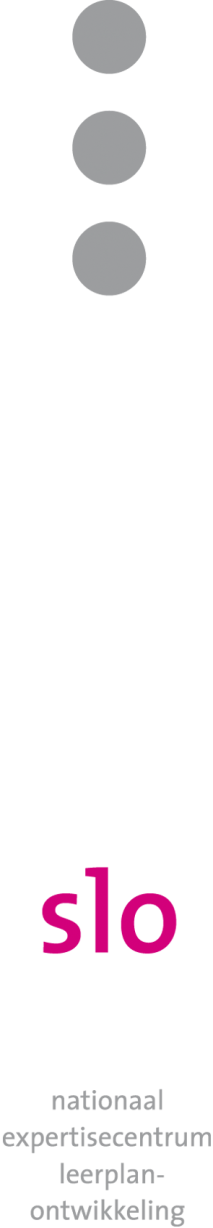 slo
nationaal
expertisecentrum
leerplan-
ontwikkeling